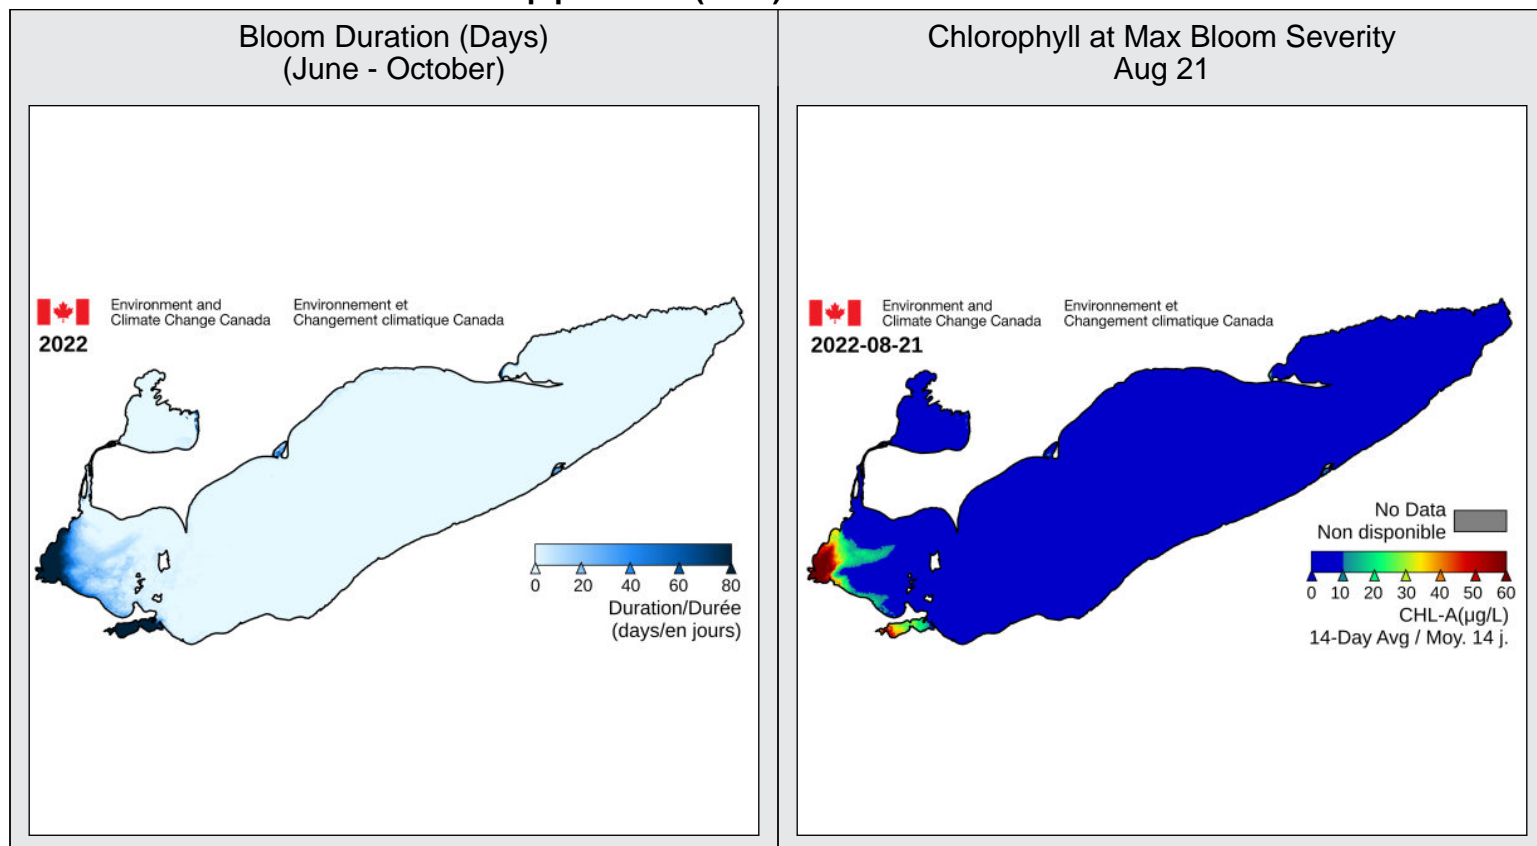 Bloom Duration (Days)
(June - October)
Environment and
Climate Change Canada
Environnement et
Changement climatique Canada
2022
0 20 40 60 80
Duration/Durée
(days/en jours)
Chlorophyll at Max Bloom Severity
Aug 21
Environment and
Climate Change Canada
Environnement et
Changement climatique Canada
2022-08-21
No Data
Non disponible
0 10 20 30 40 50 60
CHL-A(µg/L)
14-Day Avg / Moy. 14 j.